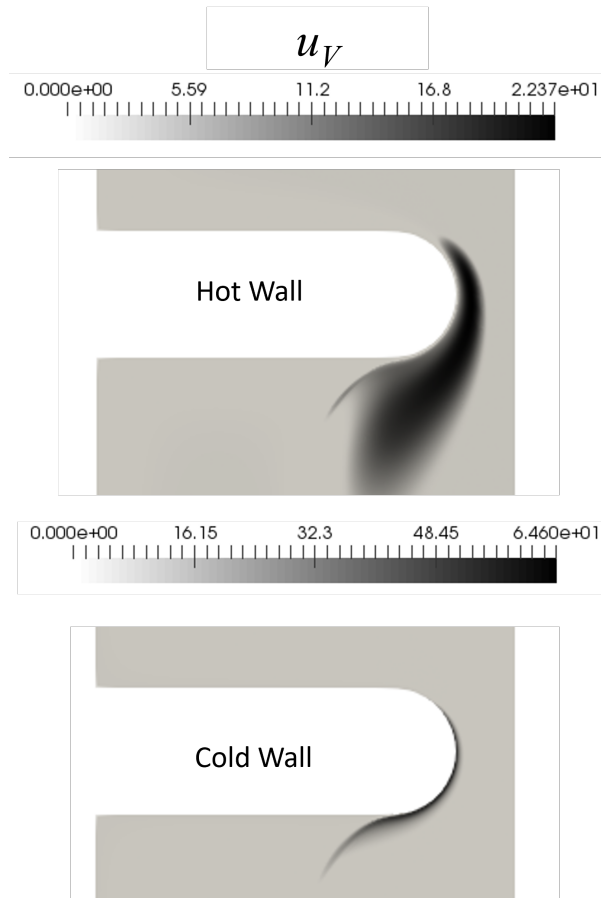 u_V
0.000e+00 5.59 11.2 16.8 2.237e+01
Hot Wall
0.000e+00 16.15 32.3 48.45 6.460e+01
Cold Wall